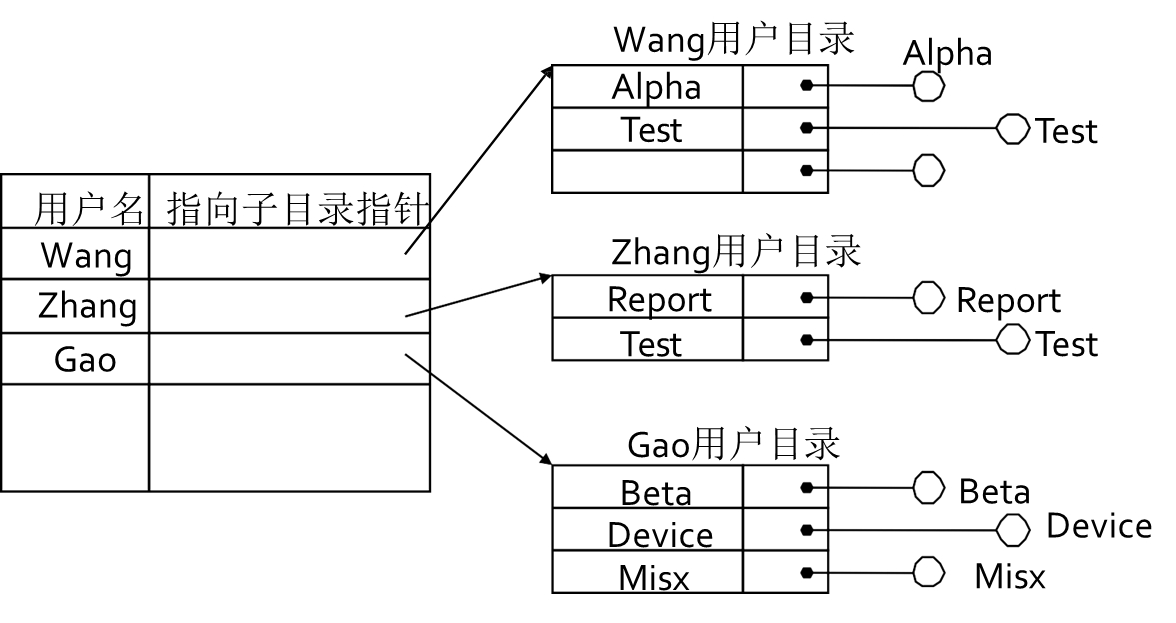 用户名 指向子目录指针
Wang
Zhang
Gao
Wang用户目录
Alpha Alpha
Test Test
Zhang用户目录
Report Report
Test Test
Gao用户目录
Beta Beta
Device Device
Misx Misx